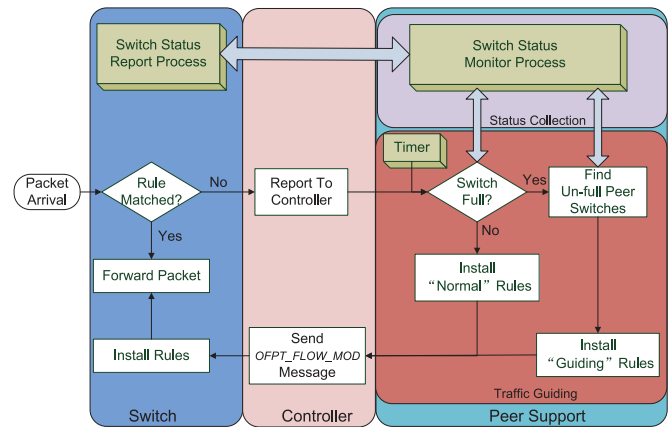 Switch Status
Report Process
Switch Status
Monitor Process
Status Collection
Timer
Packet
Arrival
Rule
Matched?
No
Report To
Controller
Switch
Full?
Yes
Find
Un-full Peer
Switches
Yes
No
Forward Packet
Install
“Normal” Rules
Install Rules
Send
OFPT_FLOW_MOD
Message
Install
“Guiding” Rules
Traffic Guiding
Switch
Controller
Peer Support